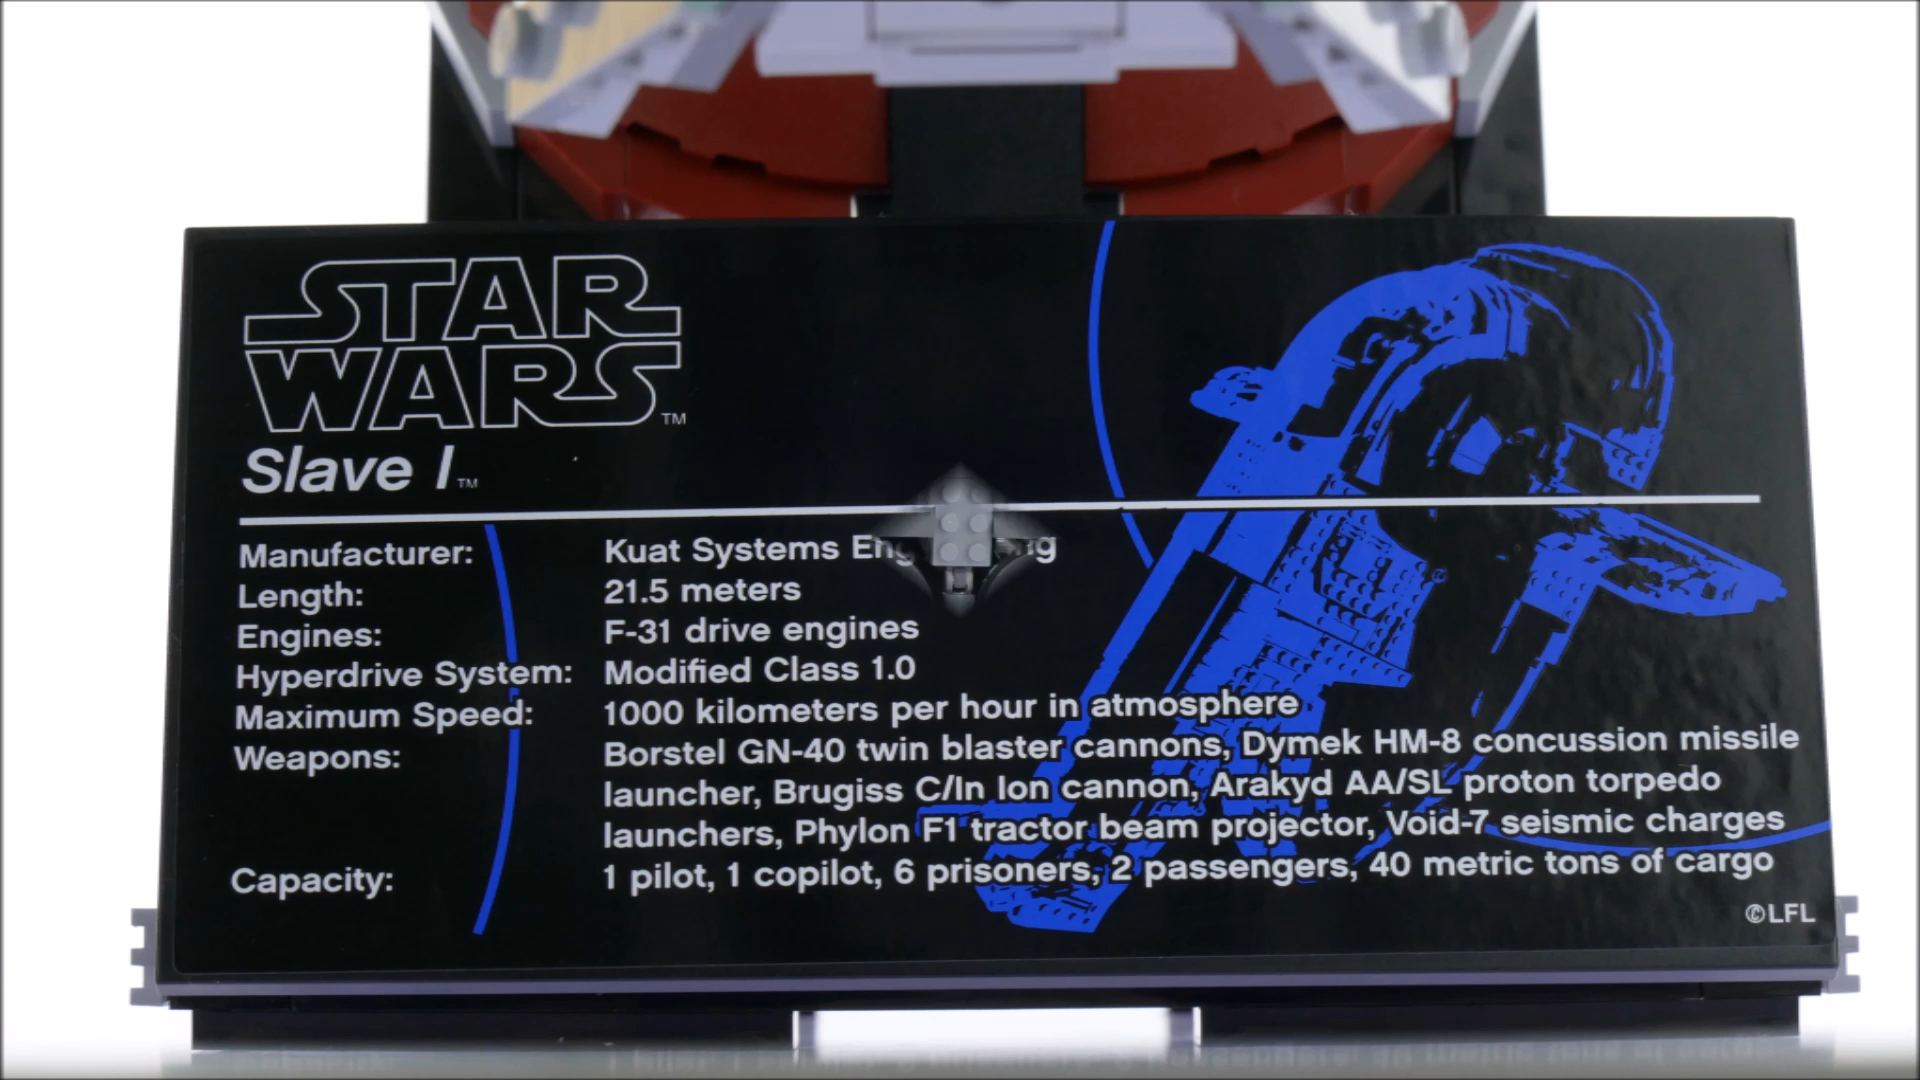 STAR
WARS™
Slave I™
Manufacturer: Kuat Systems
Length: 21.5 meters
Engines: F-31 drive engines
Hyperdrive System: Modified Class 1.0
Maximum Speed: 1000 kilometers per hour in atmosphere
Weapons: Borstel GN-40 twin blaster cannons, Dymek HM-8 concussion missile
launcher, Brugiss C/In Ion cannon, Arakyd AA/SL proton torpedo
launchers, Phylon F1 tractor beam projector, Void-7 seismic charges
Capacity: 1 pilot, 1 copilot, 6 prisoners, 2 passengers, 40 metric tons of cargo
©LFL